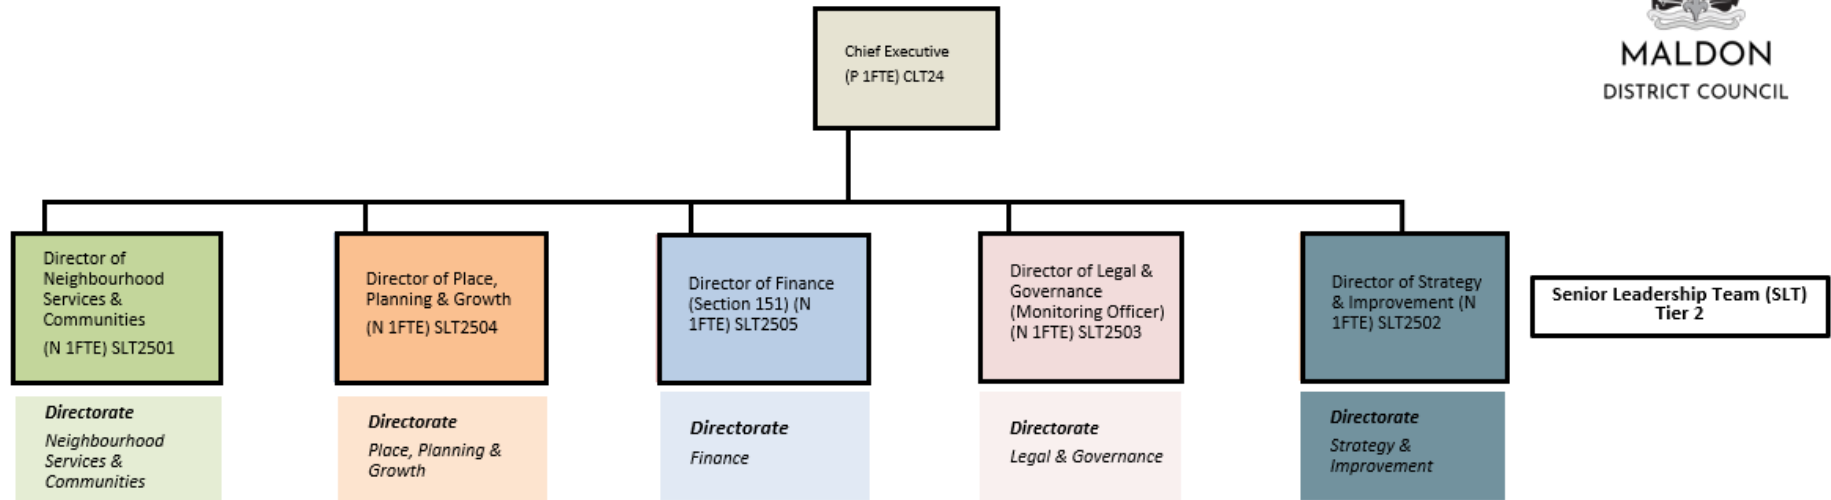 Chief Executive
(P 1FTE) CLT24
MALDON
DISTRICT COUNCIL
Director of
Neighbourhood
Services &
Communities
(N 1FTE) SLT2501
Director of Place,
Planning & Growth
(N 1FTE) SLT2504
Director of Finance
(Section 151) (N
1FTE) SLT2505
Director of Legal &
Governance
(Monitoring Officer)
(N 1FTE) SLT2503
Director of Strategy
& Improvement (N
1FTE) SLT2502
Senior Leadership Team (SLT)
Tier 2
Directorate
Neighbourhood
Services &
Communities
Directorate
Place, Planning &
Growth
Directorate
Finance
Directorate
Legal & Governance
Directorate
Strategy &
Improvement